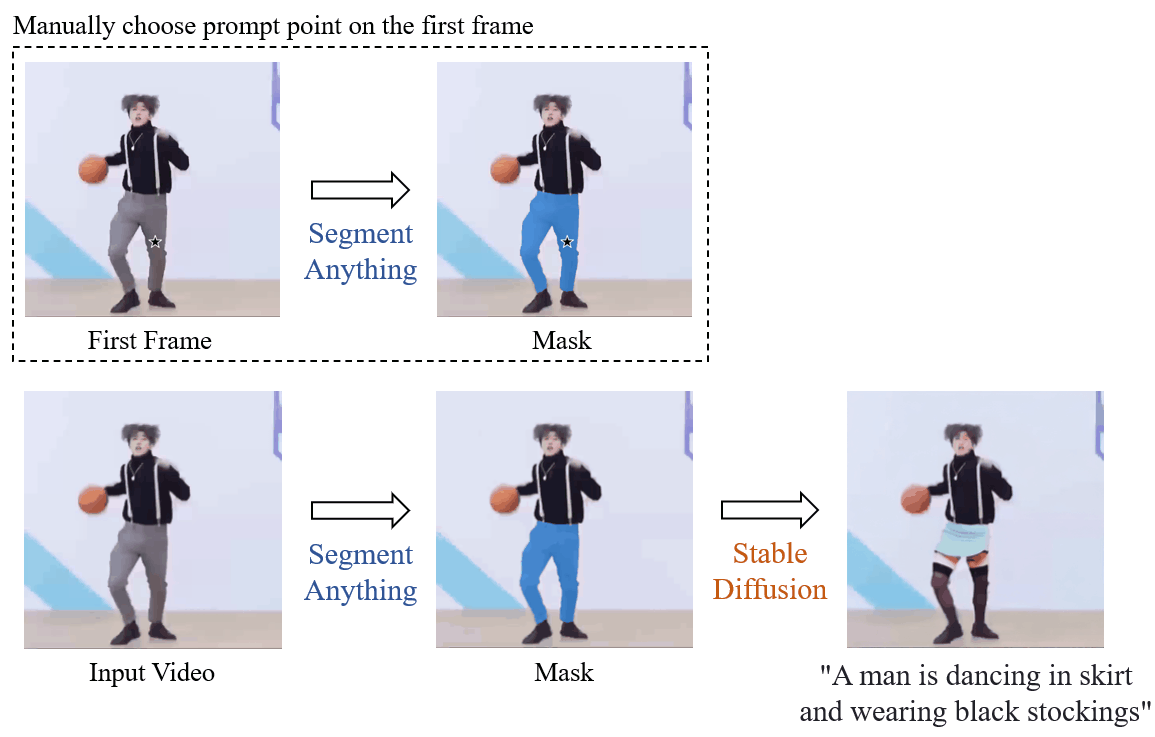 Manually choose prompt point on the first frame
Segment
Anything
First Frame
Mask
Segment
Anything
Stable
Diffusion
Input Video
Mask
"A man is dancing in skirt
and wearing black stockings"